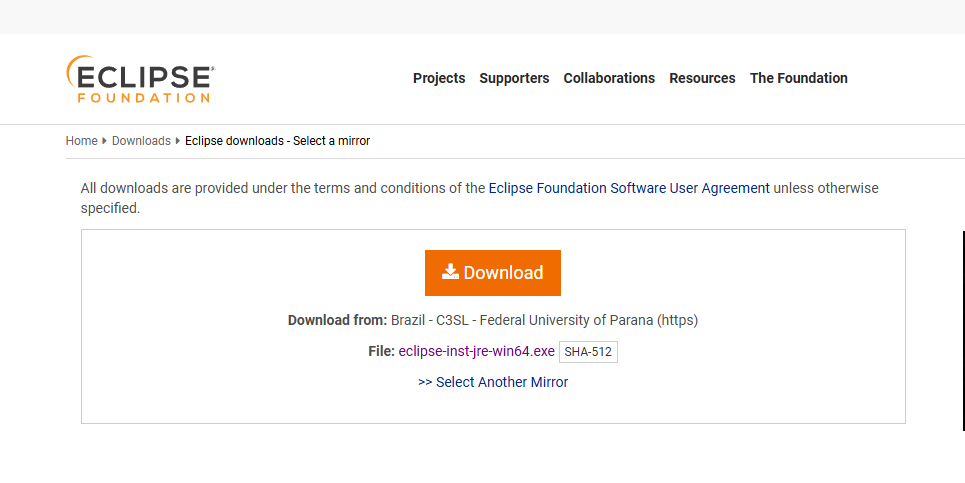 ECLIPSE®
FOUNDATION
Projects Supporters Collaborations Resources The Foundation
Home Downloads Eclipse downloads - Select a mirror
All downloads are provided under the terms and conditions of the Eclipse Foundation Software User Agreement unless otherwise
specified.
Download
Download from: Brazil - C3SL - Federal University of Parana (https)
File: eclipse-inst-jre-win64.exe SHA-512
>> Select Another Mirror